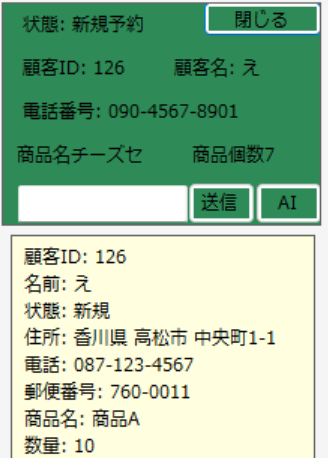 状態: 新規予約 閉じる
顧客ID: 126 顧客名: え
電話番号: 090-4567-8901
商品名チーズセ 商品個数7
送信 AI
顧客ID: 126
名前: え
状態: 新規
住所: 香川県 高松市 中央町1-1
電話: 087-123-4567
郵便番号: 760-0011
商品名: 商品A
数量: 10